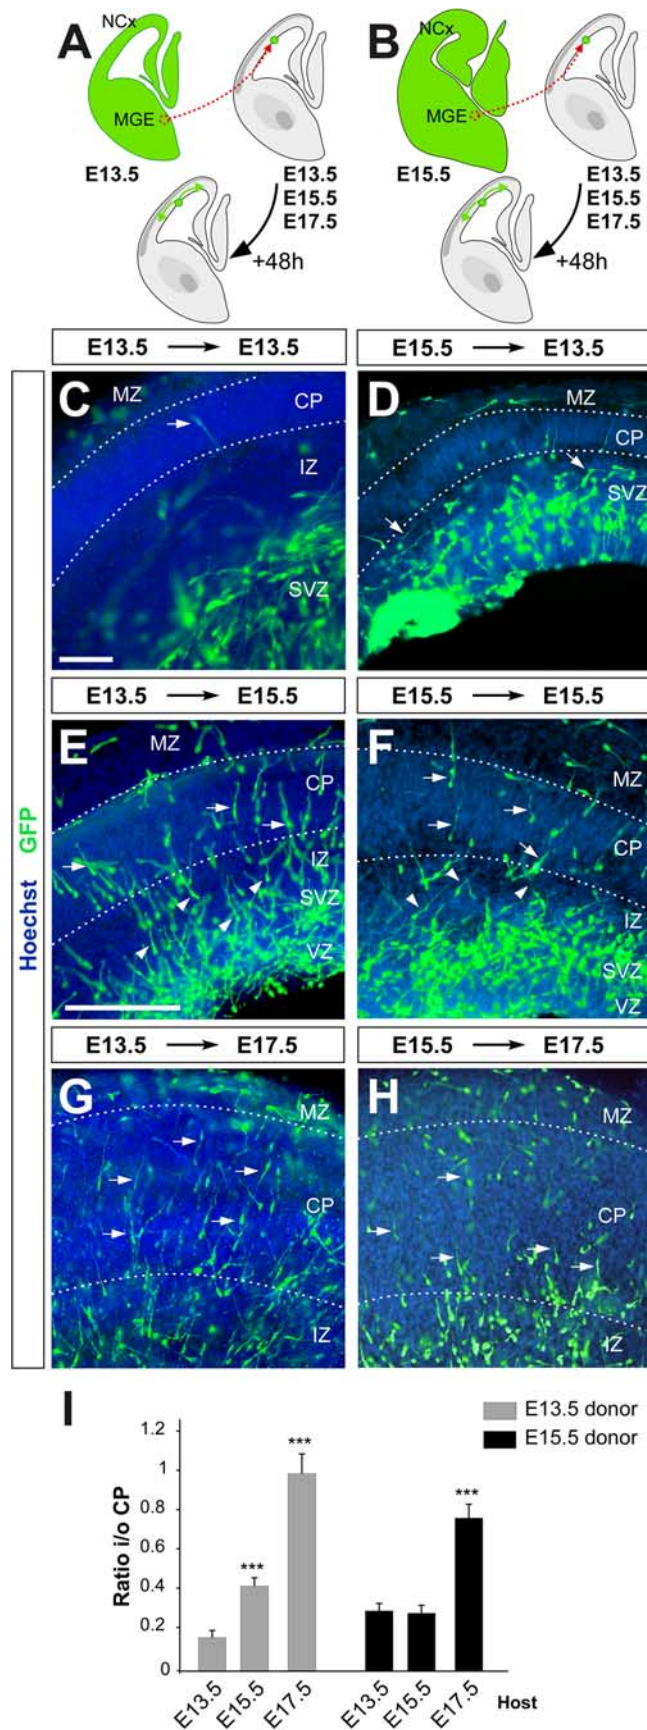 A
NCx
MGE
E13.5
E13.5
E15.5
E17.5
+48h
B
NCx
MGE
E15.5
E13.5
E15.5
E17.5
+48h
E13.5 → E13.5
E15.5 → E13.5
Hoechst GFP
C
MZ
CP
IZ
SVZ
D
MZ
CP
SVZ
E13.5 → E15.5
E15.5 → E15.5
E
MZ
CP
IZ
SVZ
VZ
F
MZ
CP
IZ
SVZ
VZ
E13.5 → E17.5
E15.5 → E17.5
G
MZ
CP
IZ
H
MZ
CP
IZ
I
E13.5 donor
E15.5 donor
Ratio i/o CP
1.2
1
0.8
0.6
0.4
0.2
0
***
***
***
E13.5
E15.5
E17.5
E13.5
E15.5
E17.5
Host